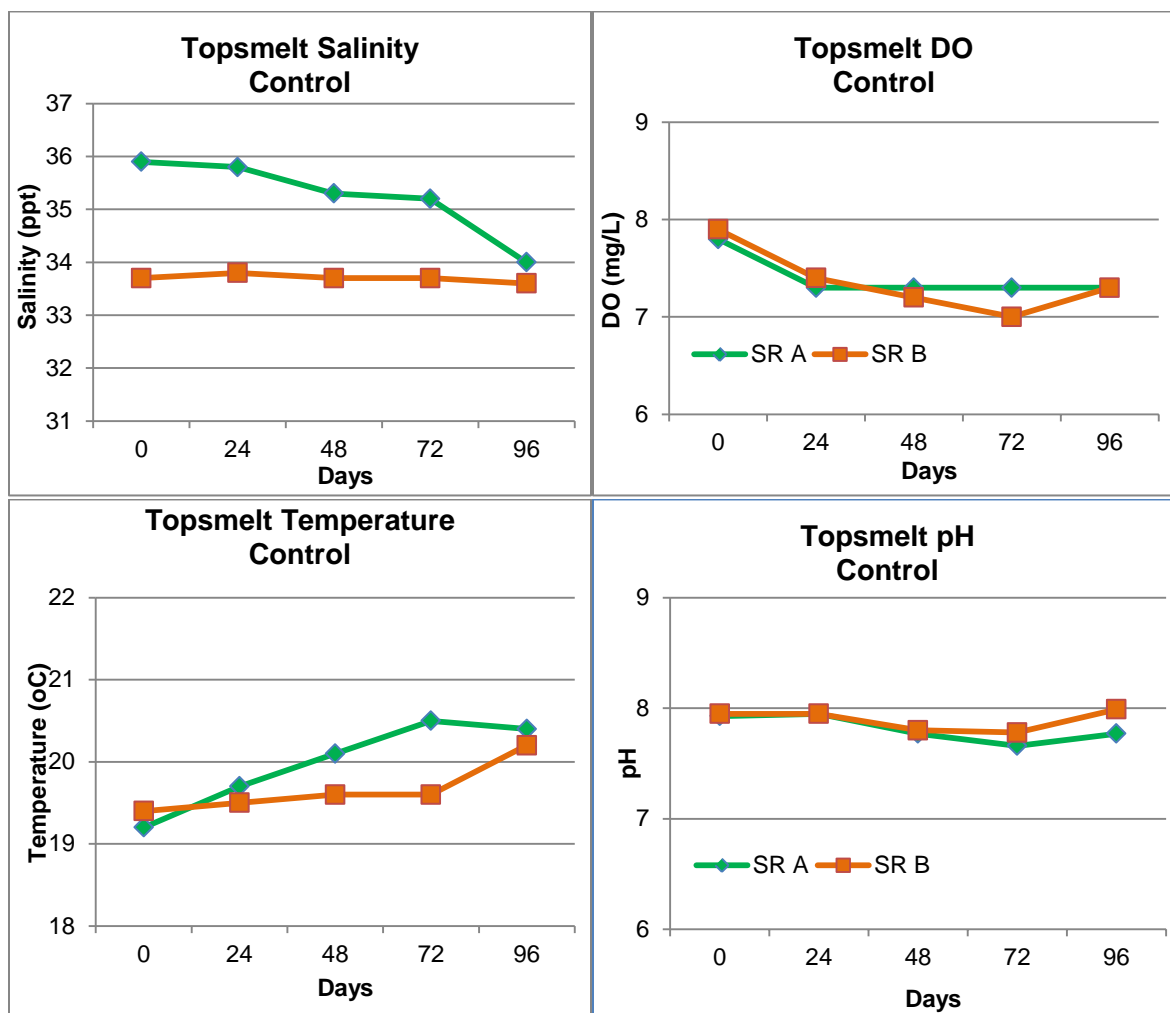 Topsmelt Salinity
Control
37
36
35
34
33
32
31
Salinity (ppt)
0 24 48 72 96
Days
Topsmelt DO
Control
9
8
7
6
DO (mg/L)
SR A SR B
0 24 48 72 96
Days
Topsmelt Temperature
Control
22
21
20
19
18
Temperature (oC)
0 24 48 72 96
Days
Topsmelt pH
Control
9
8
7
6
pH
SR A SR B
0 24 48 72 96
Days